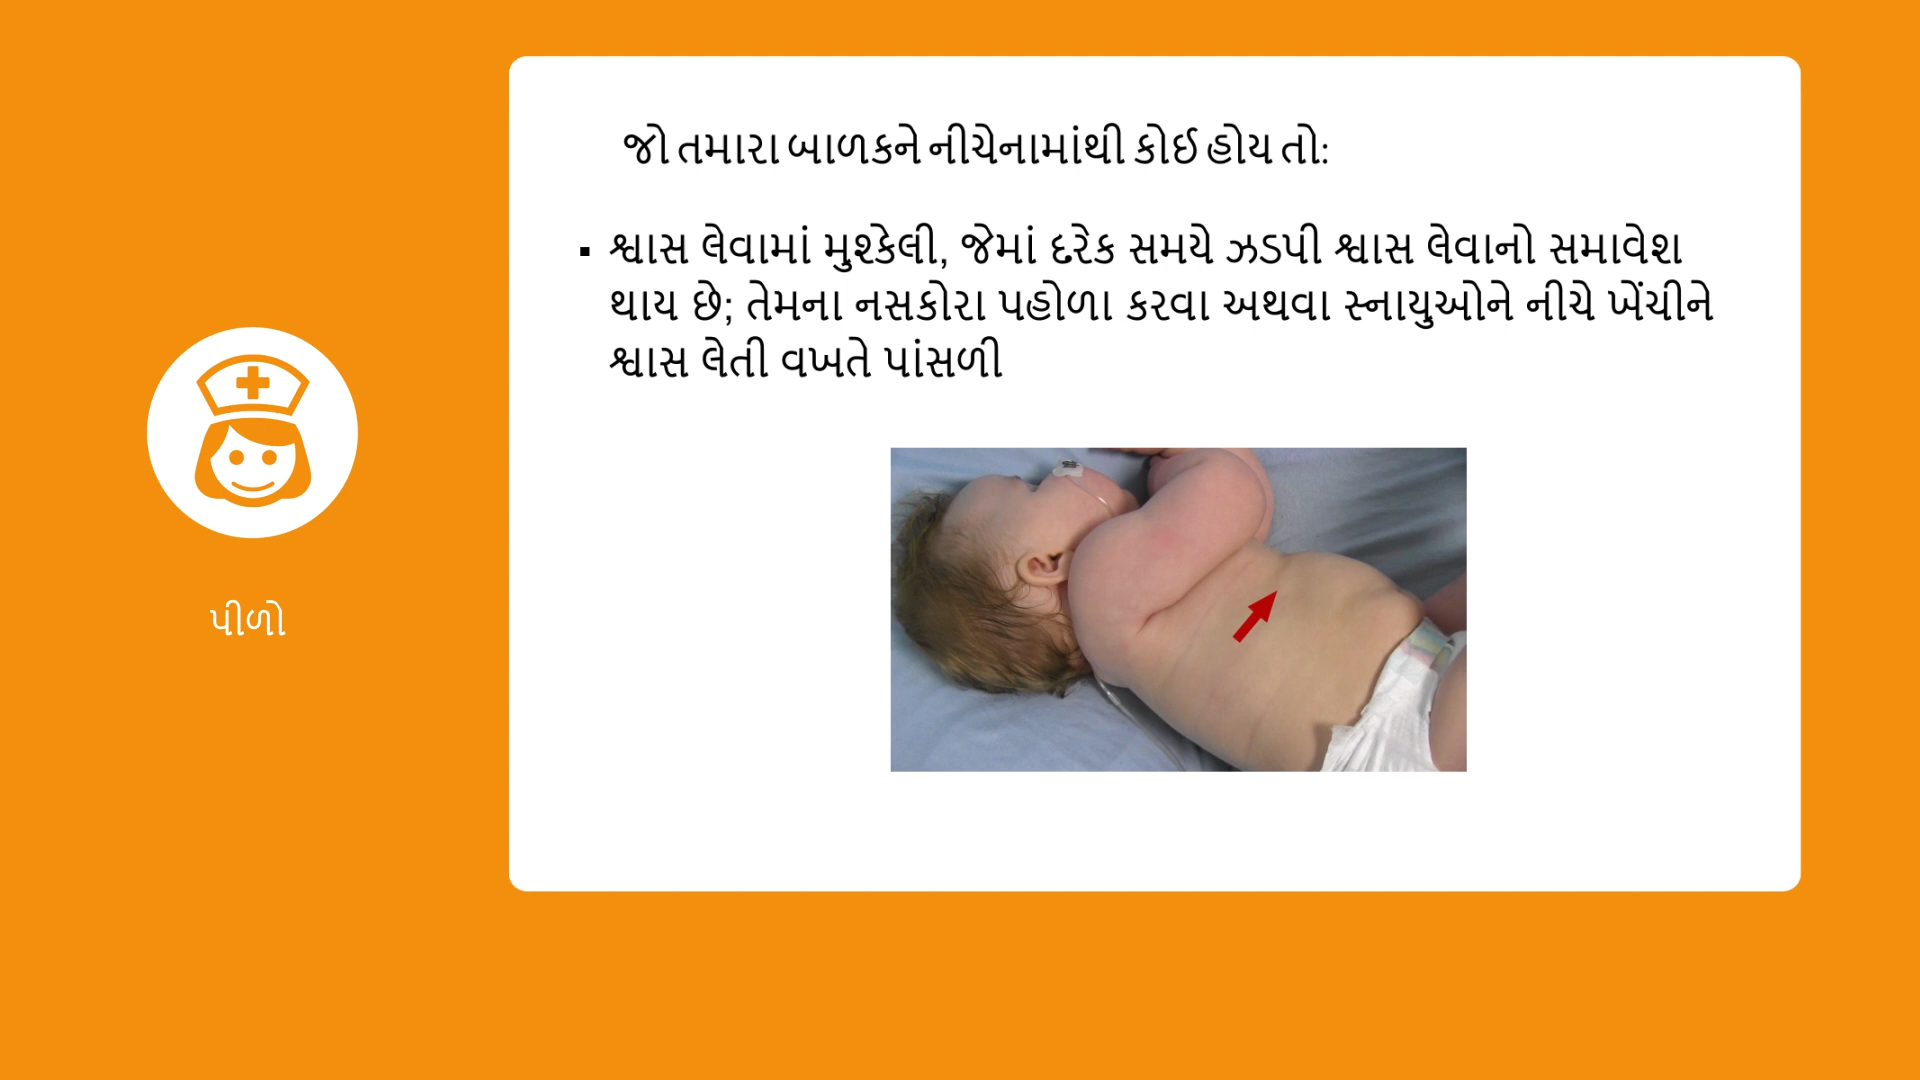 જો તમારા બાળકને નીચેનામાંથી કોઈ હોય તો:
▪ શ્વાસ લેવામાં મુશ્કેલી, જેમાં દરેક સમયે ઝડપી શ્વાસ લેવાનો સમાવેશ
થાય છે; તેમના નસકોરા પહોળા કરવા અથવા સ્નાયુઓને નીચે ખેંચીને
શ્વાસ લેતી વખતે પાંસળી
પીળો